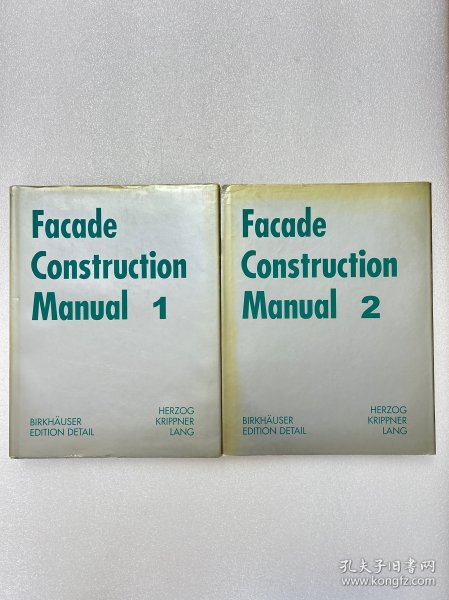 Facade
Construction
Manual 1
BIRKHÄUSER
EDITION DETAIL
HERZOG
KRIPPNER
LANG
Facade
Construction
Manual 2
BIRKHÄUSER
EDITION DETAIL
HERZOG
KRIPPNER
LANG
孔夫子旧书网
www.kongfz.com